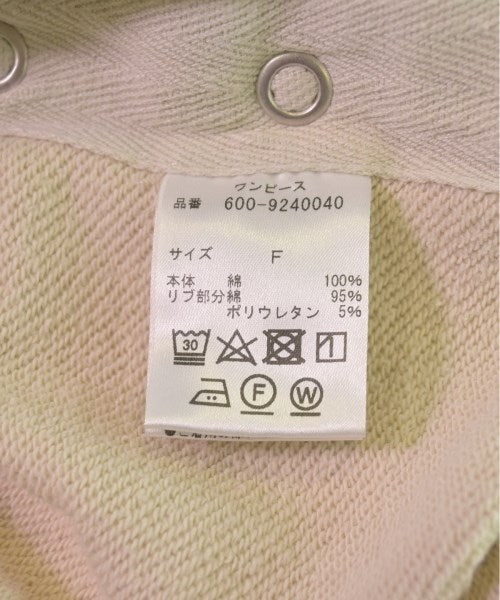 ワンピース
品番 600-9240040
サイズ F
本体 綿 100%
リブ部分綿 95%
ポリウレタン 5%
30
F W